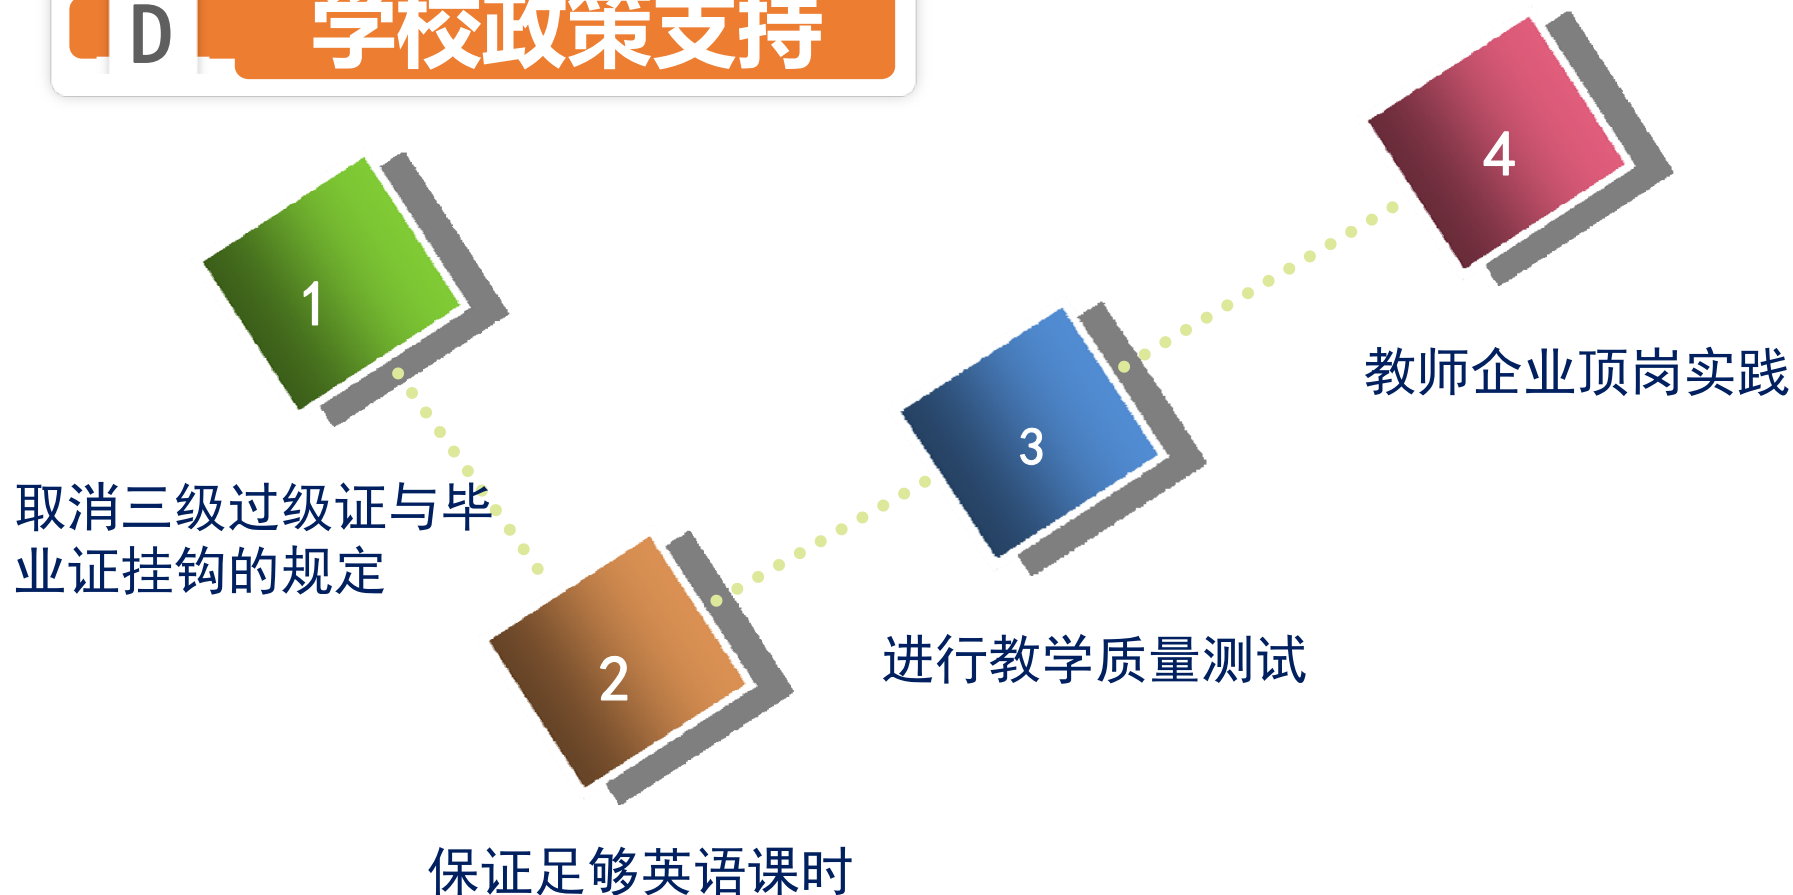 D
学校政策支持
1
取消三级过级证与毕
业证挂钩的规定
2
保证足够英语课时
3
进行教学质量测试
4
教师企业顶岗实践